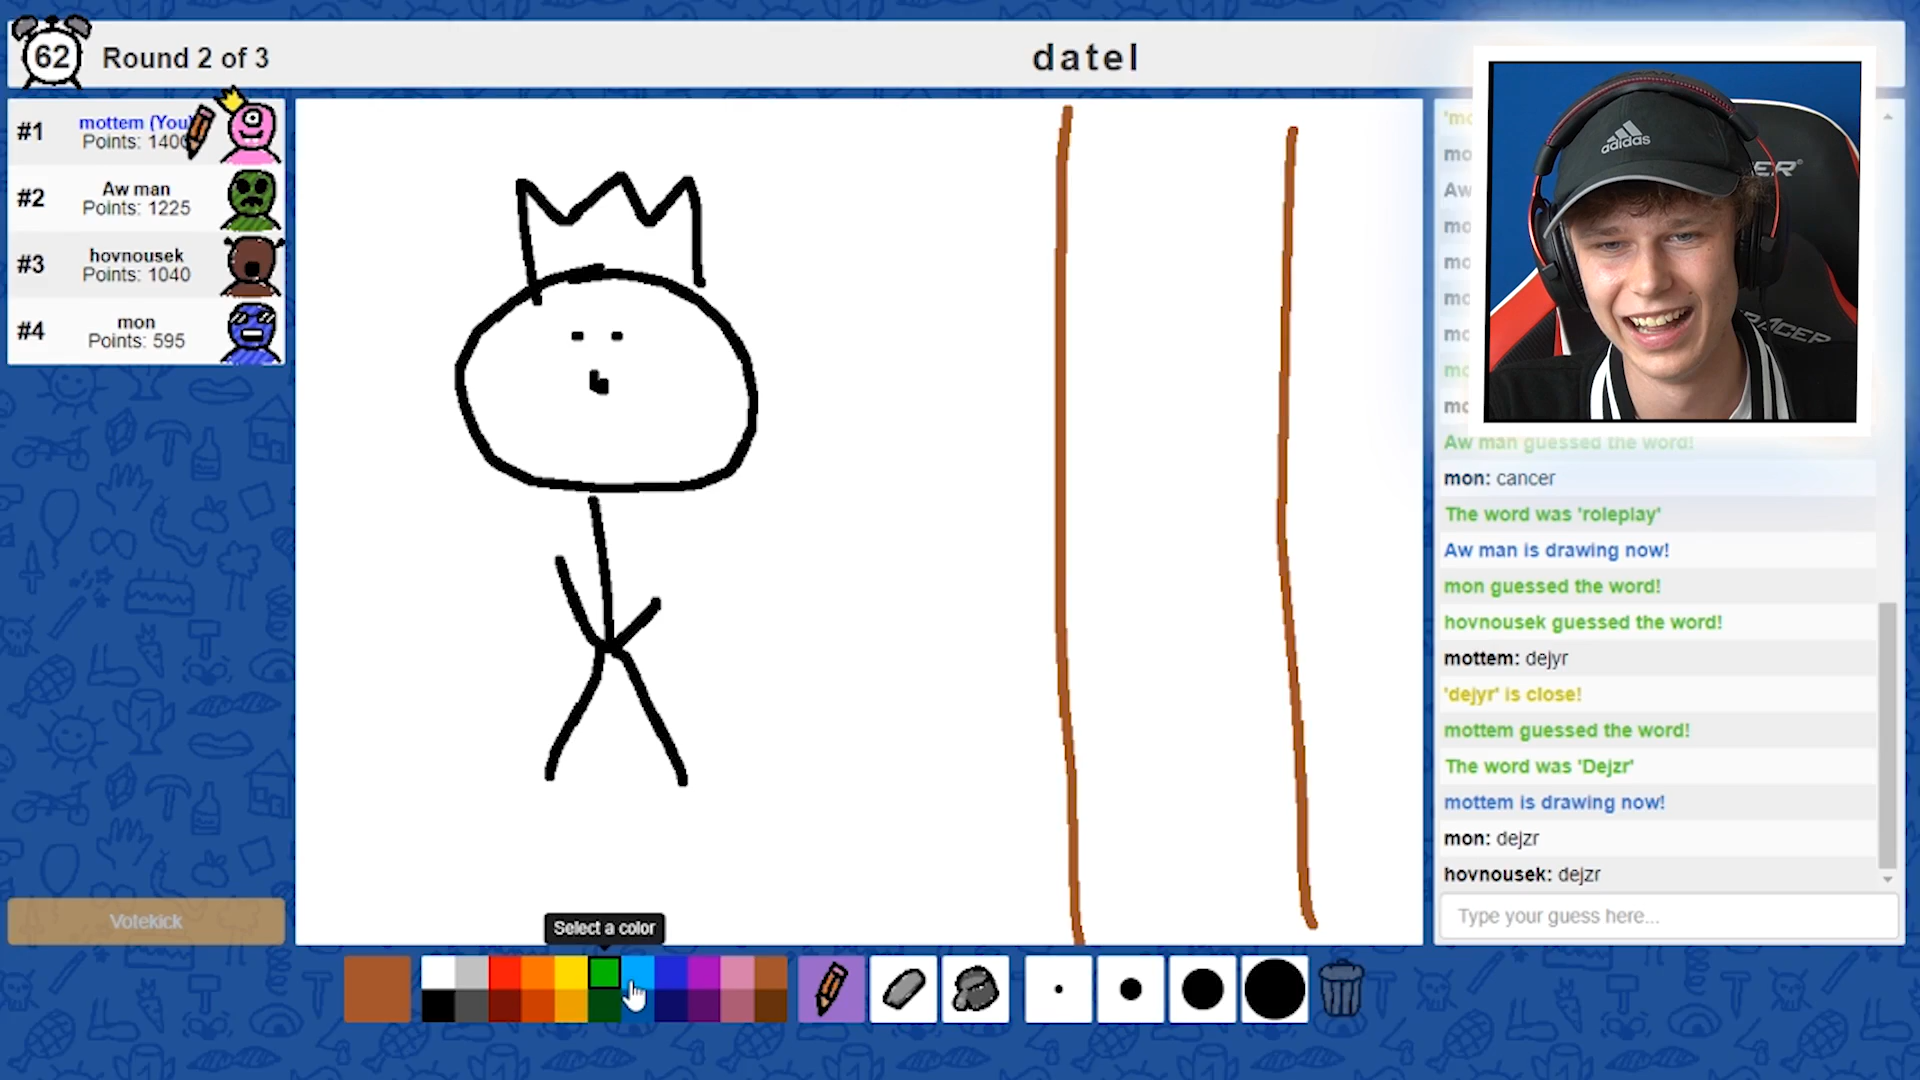 62
Round 2 of 3
datel
#1
mottem (You)
Points: 1400
#2
Aw man
Points: 1225
#3
hovnousek
Points: 1040
#4
mon
Points: 595
Votekick
adidas
RACER
Aw man guessed the word!
mon: cancer
The word was 'roleplay'
Aw man is drawing now!
mon guessed the word!
hovnousek guessed the word!
mottem: dejyr
'dejyr' is close!
mottem guessed the word!
The word was 'Dejzr'
mottem is drawing now!
mon: dejzr
hovnousek: dejzr
Type your guess here...
Select a color